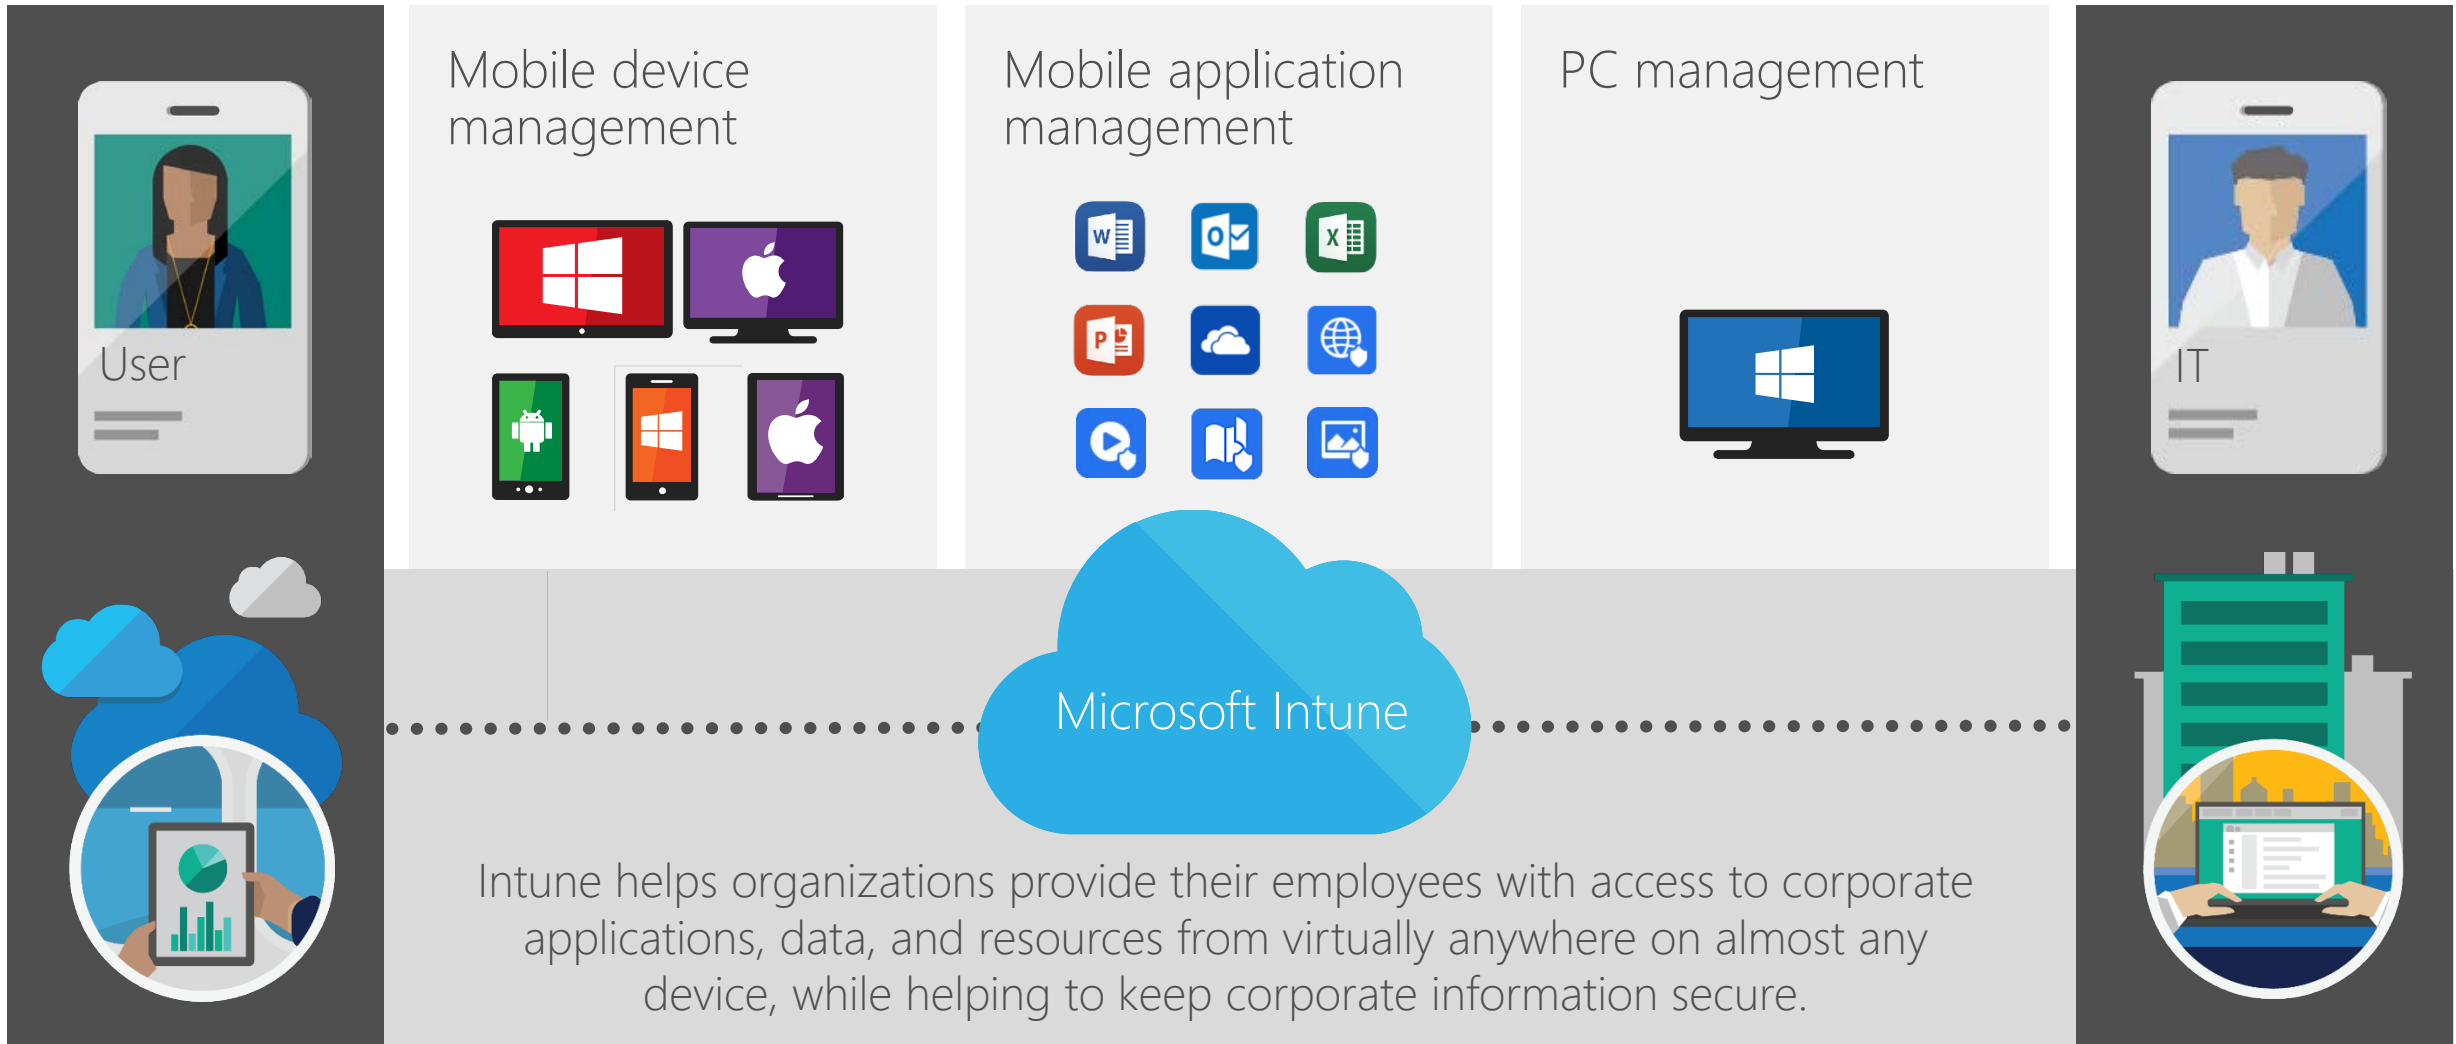 Mobile device
management
Mobile application
management
PC management
User
IT
W
O
X
P
Microsoft Intune
Intune helps organizations provide their employees with access to corporate
applications, data, and resources from virtually anywhere on almost any
device, while helping to keep corporate information secure.